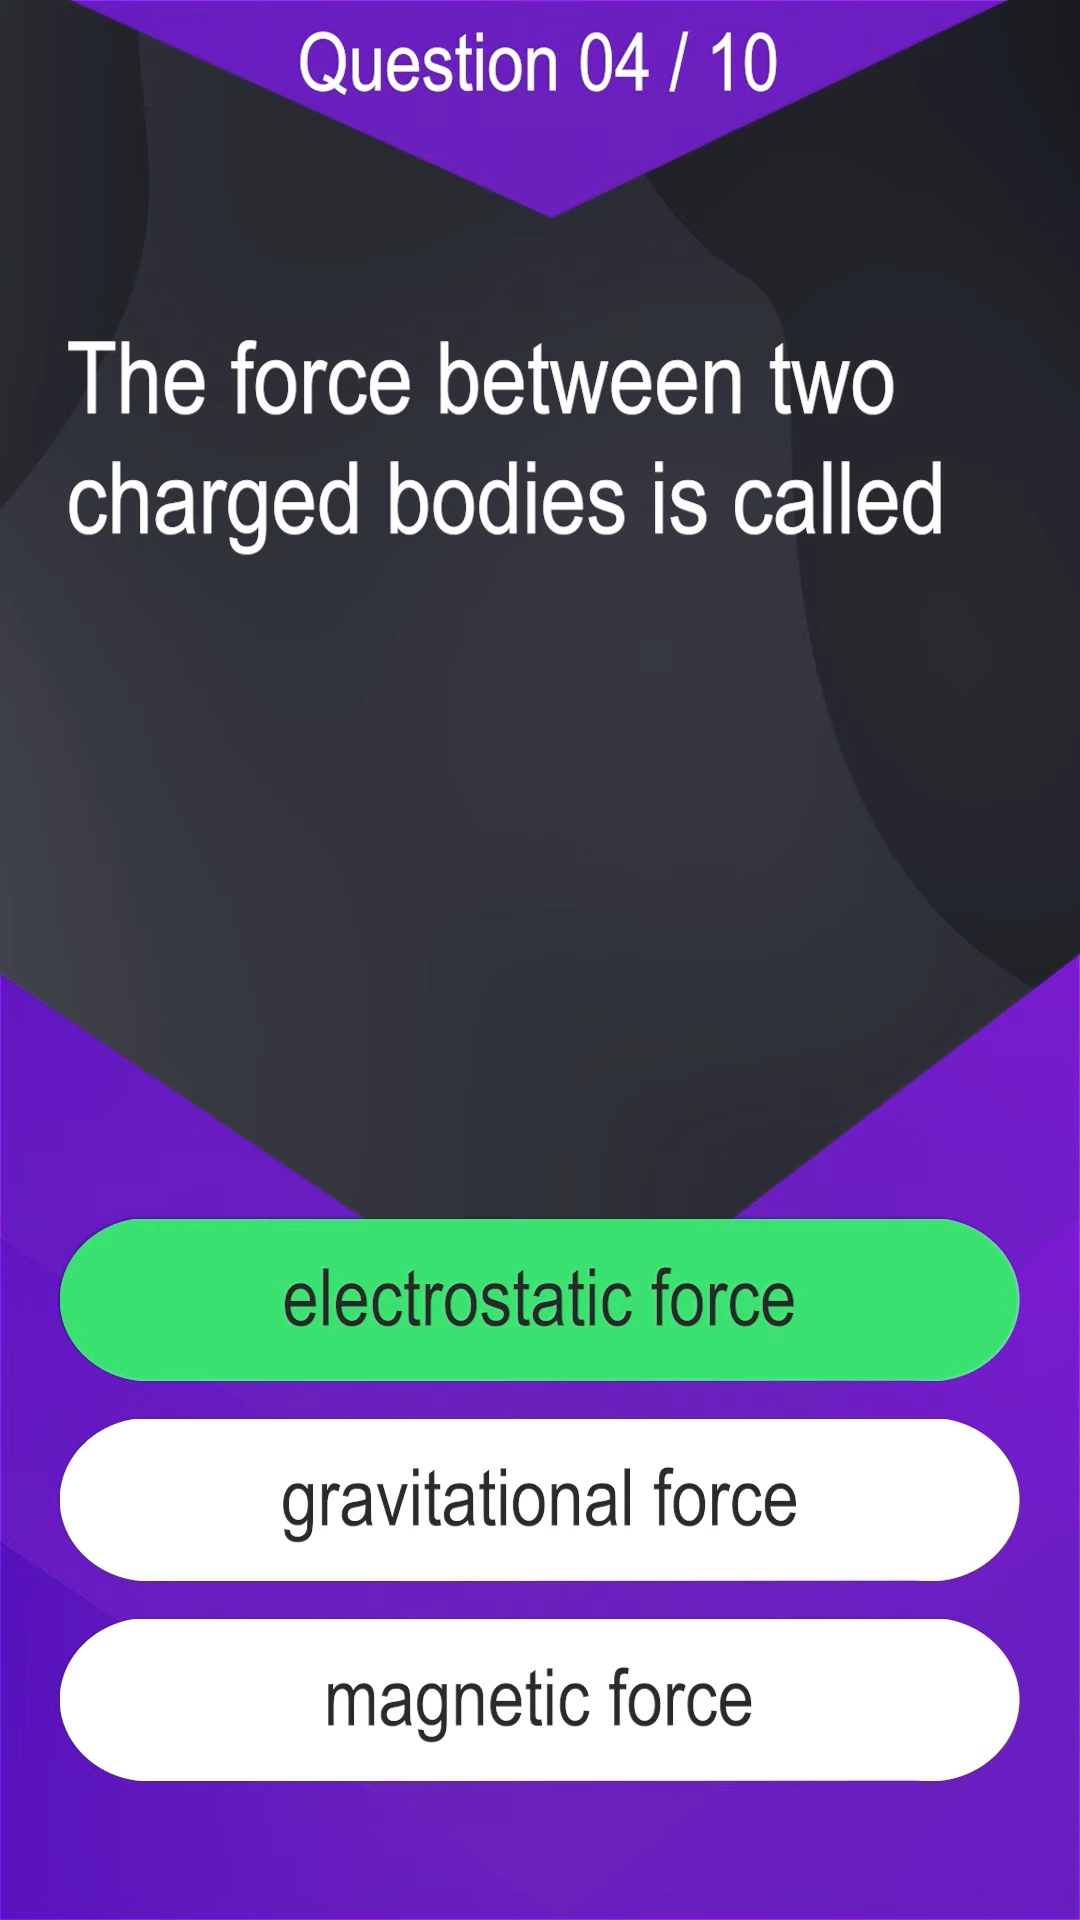 Question 04 / 10
The force between two
charged bodies is called
electrostatic force
gravitational force
magnetic force